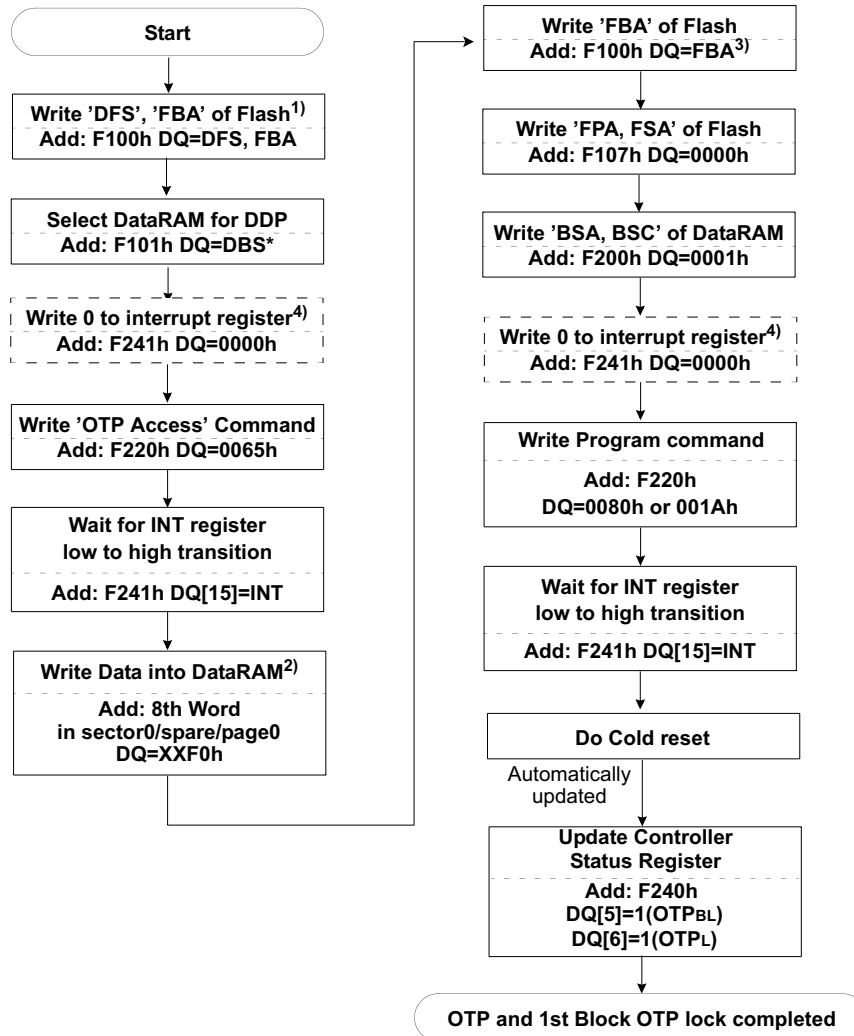 Start
Write 'DFS', 'FBA' of Flash1)
Add: F100h DQ=DFS, FBA
Select DataRAM for DDP
Add: F101h DQ=DBS*
Write 0 to interrupt register4)
Add: F241h DQ=0000h
Write 'OTP Access' Command
Add: F220h DQ=0065h
Wait for INT register
low to high transition
Add: F241h DQ[15]=INT
Write Data into DataRAM2)
Add: 8th Word
in sector0/spare/page0
DQ=XXF0h
Write 'FBA' of Flash
Add: F100h DQ=FBA3)
Write 'FPA, FSA' of Flash
Add: F107h DQ=0000h
Write 'BSA, BSC' of DataRAM
Add: F200h DQ=0001h
Write 0 to interrupt register4)
Add: F241h DQ=0000h
Write Program command
Add: F220h
DQ=0080h or 001Ah
Wait for INT register
low to high transition
Add: F241h DQ[15]=INT
Do Cold reset
Automatically
updated
Update Controller
Status Register
Add: F240h
DQ[5]=1(OTPBL)
DQ[6]=1(OTPL)
OTP and 1st Block OTP lock completed